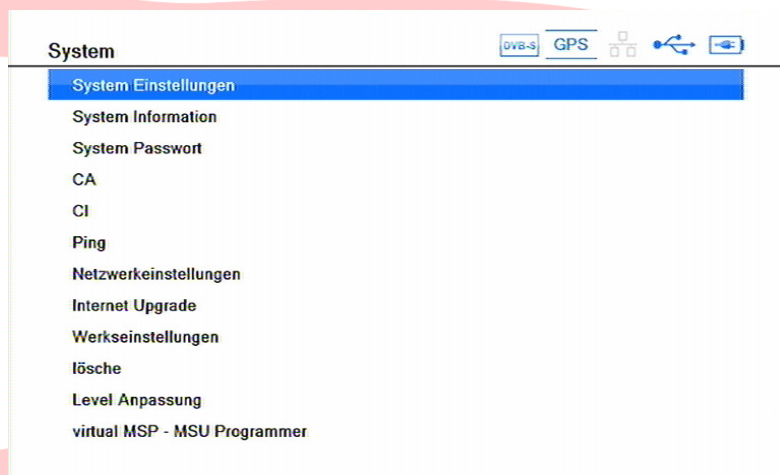 System
DVB-S GPS
System Einstellungen
System Information
System Passwort
CA
CI
Ping
Netzwerkeinstellungen
Internet Upgrade
Werkseinstellungen
lösche
Level Anpassung
virtual MSP - MSU Programmer